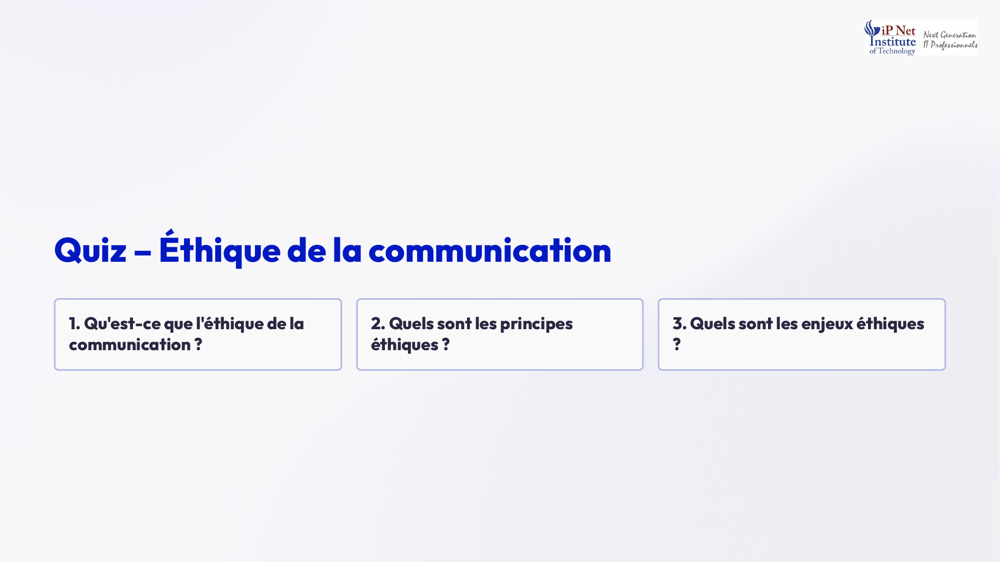 iP Net
Institute
of Technology
Next Generation
IT Professionnels
Quiz – Éthique de la communication
1. Qu'est-ce que l'éthique de la
communication ?
2. Quels sont les principes
éthiques ?
3. Quels sont les enjeux éthiques
?